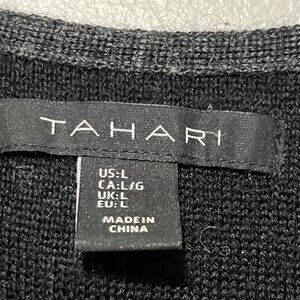 TAHARI
US:L
CA:L/G
UK:L
EU:L
MADE IN
CHINA